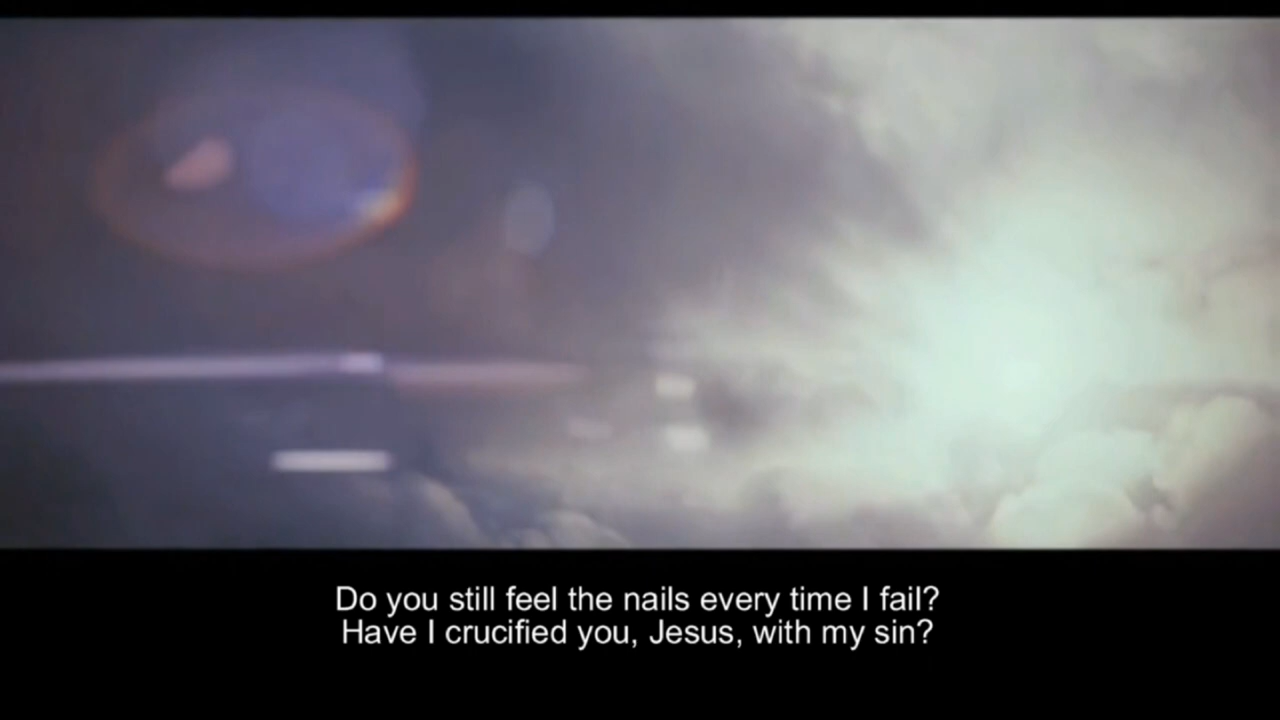 Do you still feel the nails every time I fail?
Have I crucified you, Jesus, with my sin?